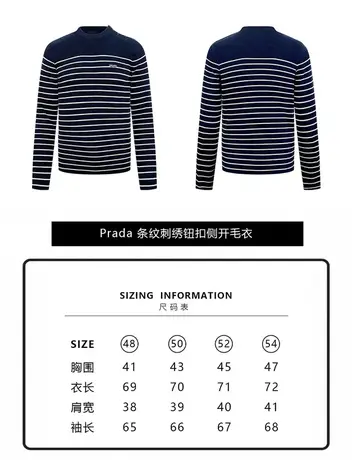 Prada 条纹刺绣钮扣侧开毛衣
SIZING INFORMATION
尺码表
SIZE 48 50 52 54
胸围 41 43 45 47
衣长 69 70 71 72
肩宽 38 39 40 41
袖长 65 66 67 68